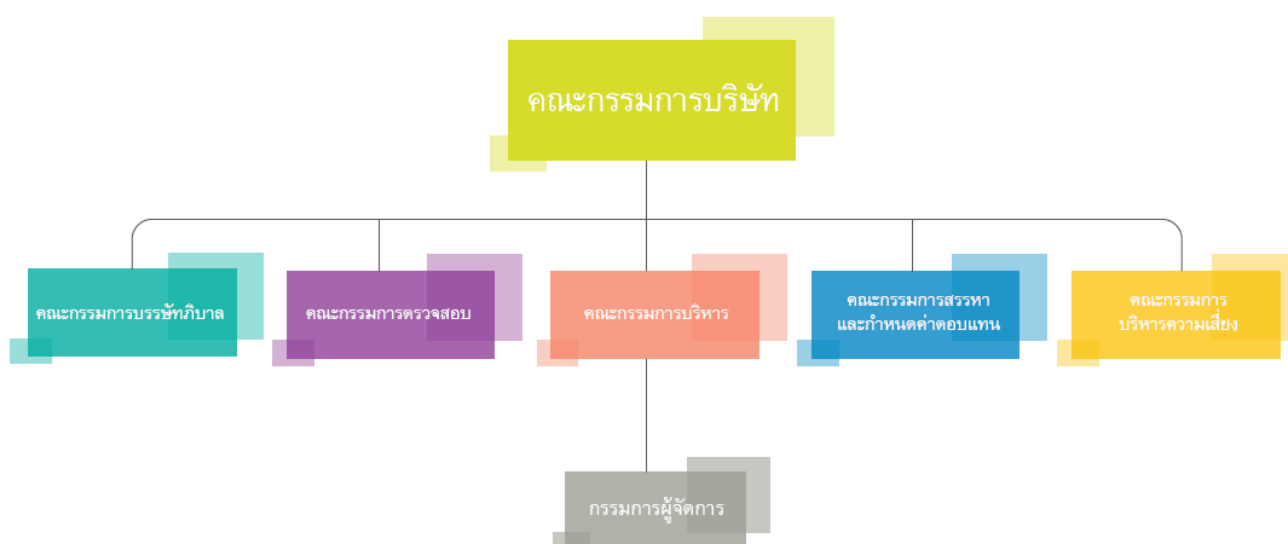 คณะกรรมการบริษัท
คณะกรรมการบรรษัทภิบาล
คณะกรรมการตรวจสอบ
คณะกรรมการบริหาร
คณะกรรมการสรรหา
และกำหนดค่าตอบแทน
คณะกรรมการ
บริหารความเสี่ยง
กรรมการผู้จัดการ